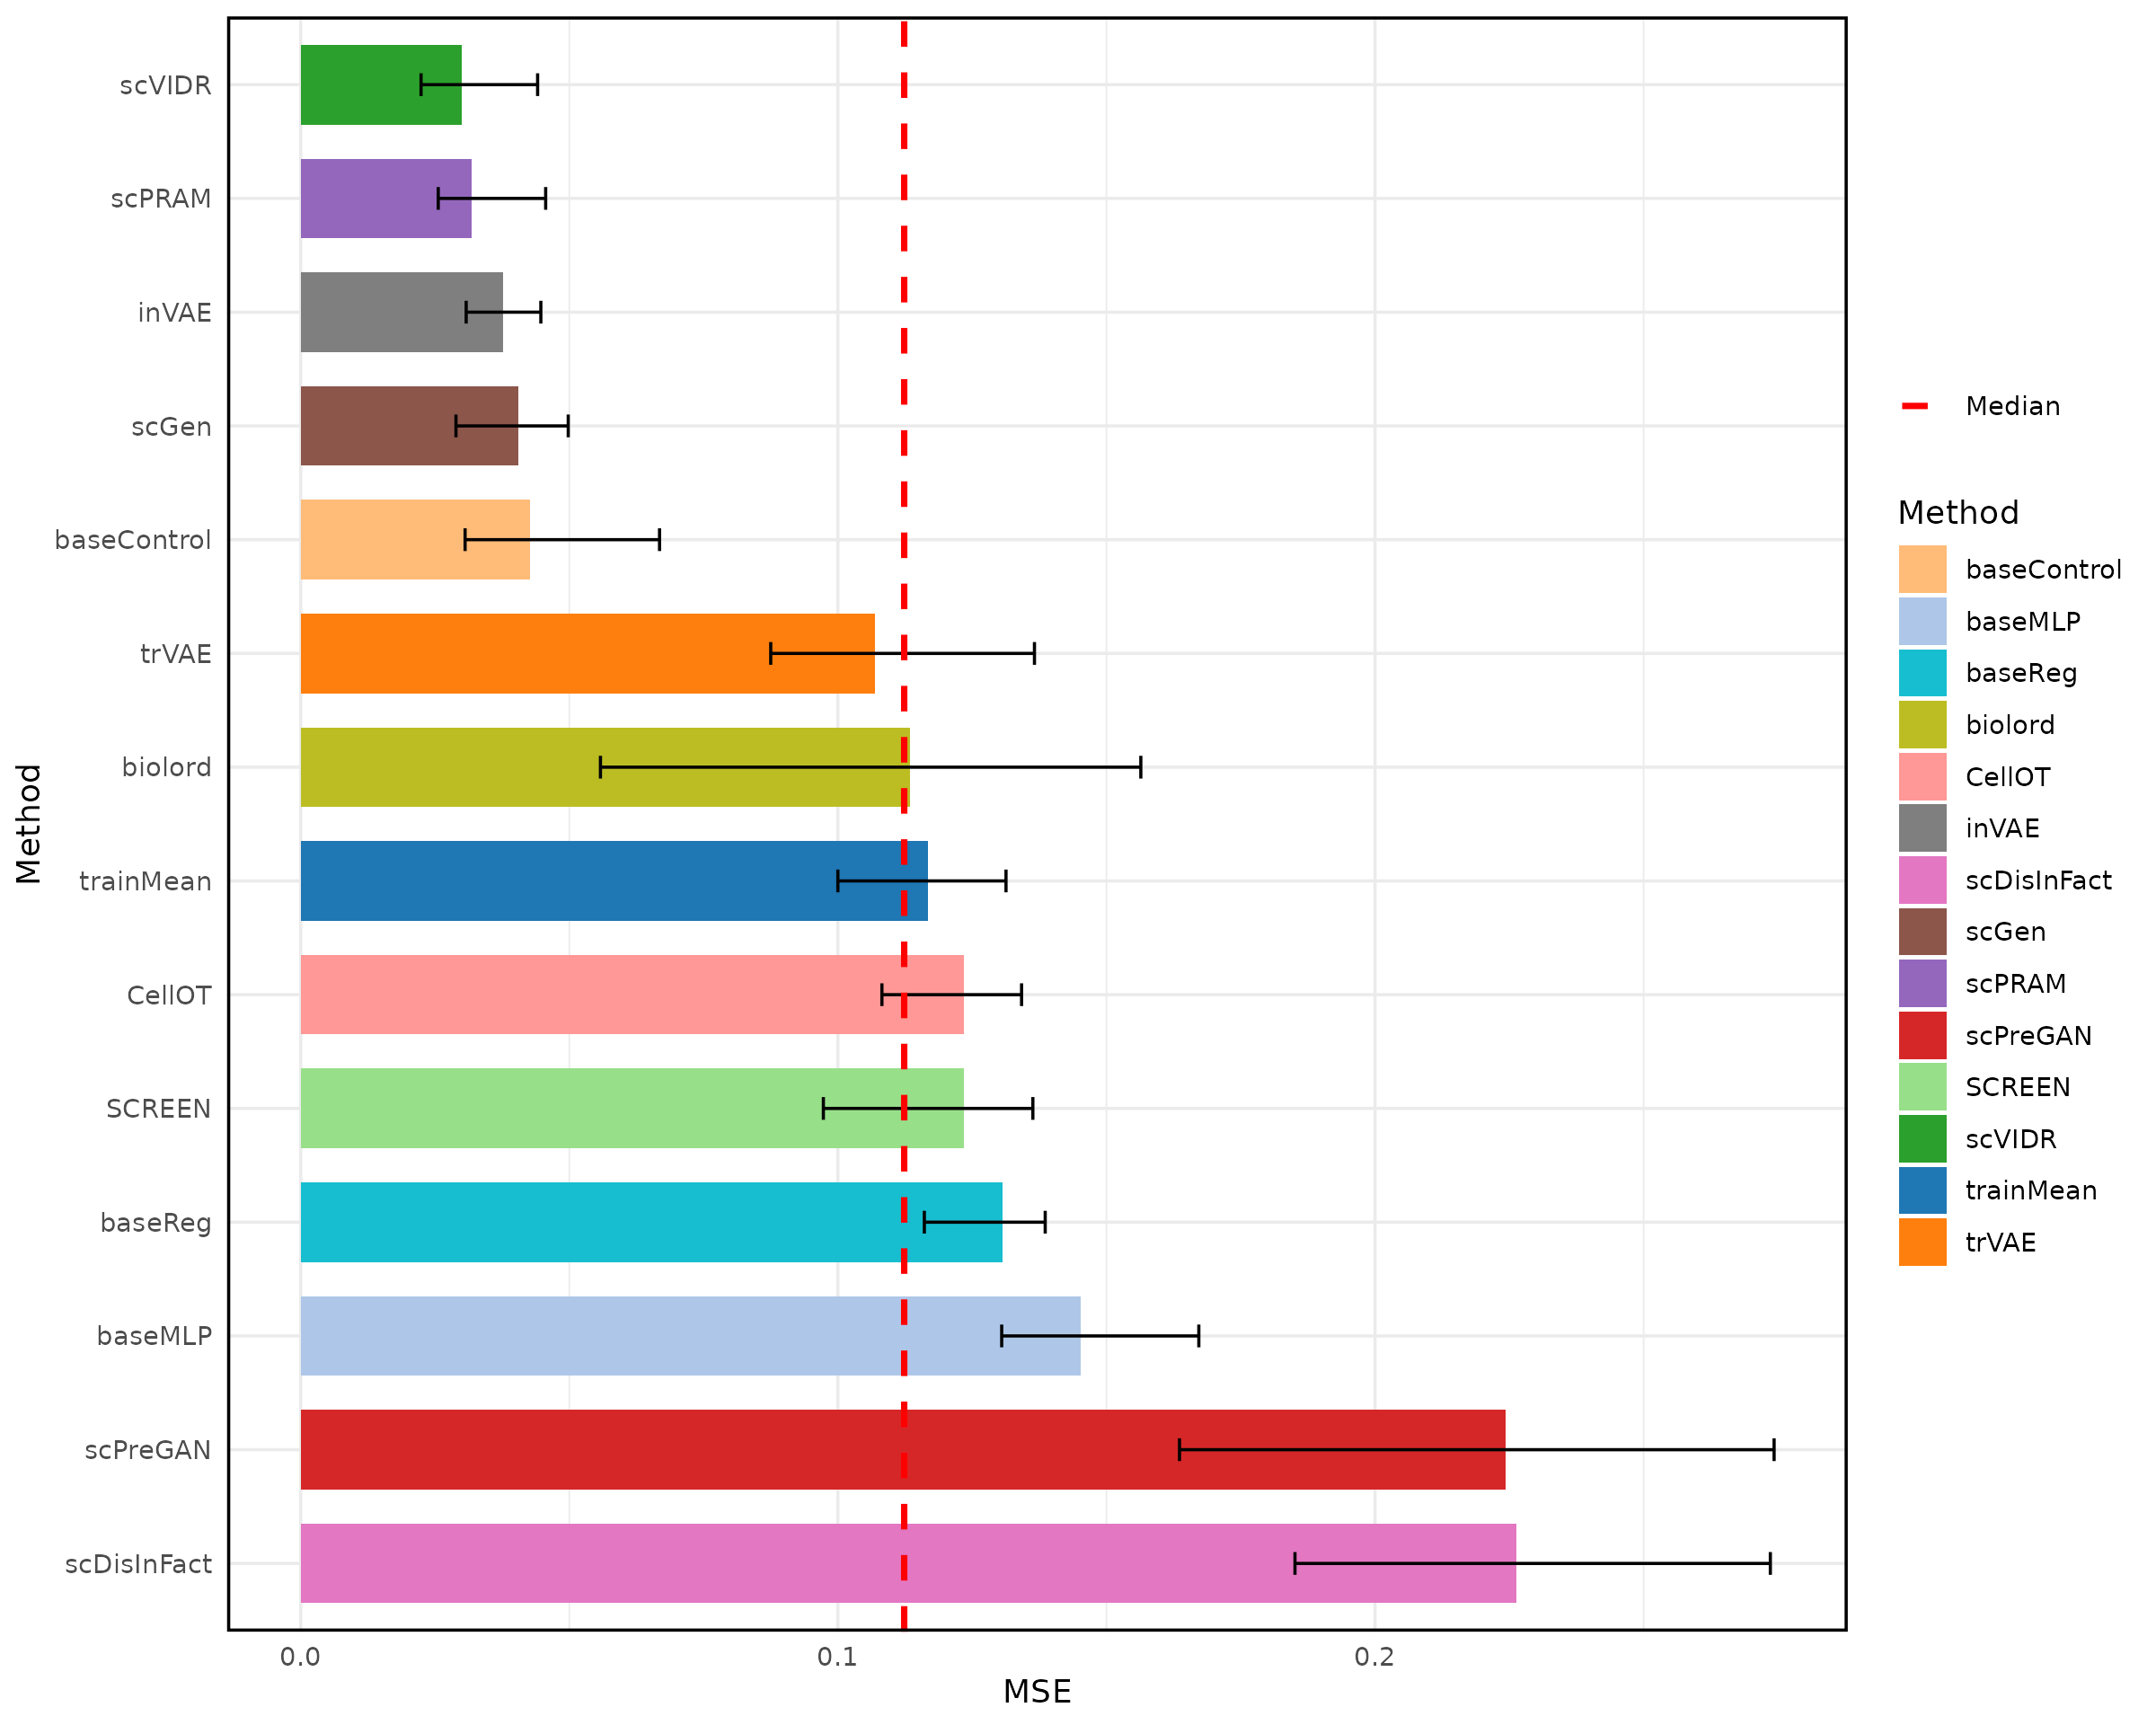 scVIDR
scPRAM
inVAE
scGen
baseControl
trVAE
biolord
trainMean
CellOT
SCREEN
baseReg
baseMLP
scPreGAN
scDisInFact
Method
0.0
0.1
0.2
MSE
Median
Method
baseControl
baseMLP
baseReg
biolord
CellOT
inVAE
scDisInFact
scGen
scPRAM
scPreGAN
SCREEN
scVIDR
trainMean
trVAE